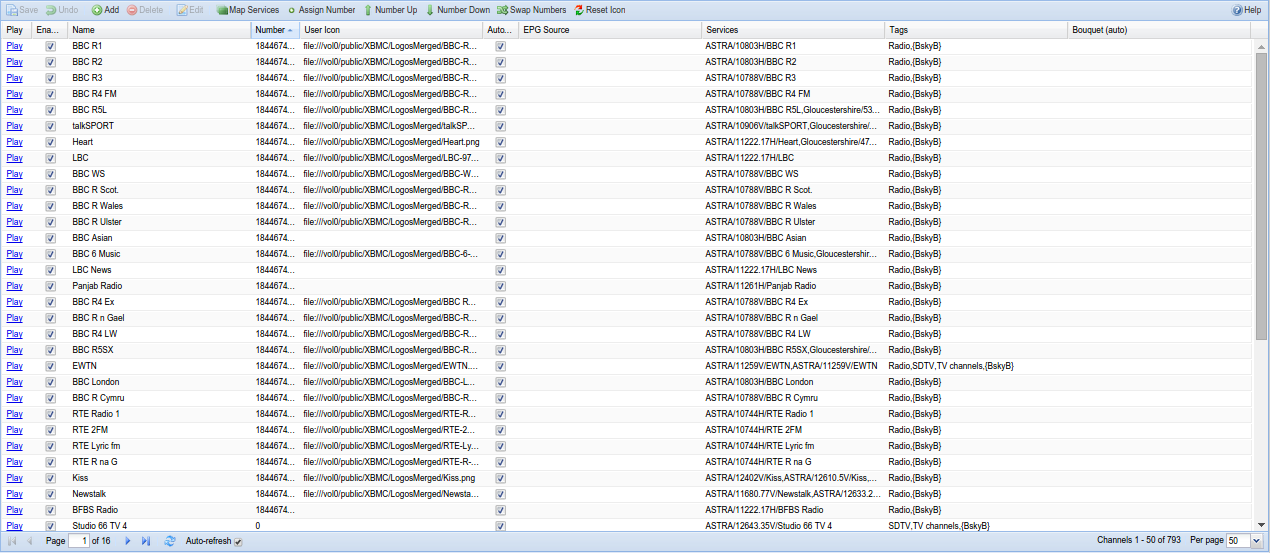 Save Undo Add Delete Edit Map Services Assign Number Number Up Number Down Swap Numbers Reset Icon Help
Play Ena... Name Number User Icon Auto... EPG Source Services Tags Bouquet (auto)
Play BBC R1 1844674... file:///vol0/public/XBMC/LogosMerged/BBC-R... ASTRA/10803H/BBC R1 Radio,{BskyB}
Play BBC R2 1844674... file:///vol0/public/XBMC/LogosMerged/BBC-R... ASTRA/10803H/BBC R2 Radio,{BskyB}
Play BBC R3 1844674... file:///vol0/public/XBMC/LogosMerged/BBC-R... ASTRA/10788V/BBC R3 Radio,{BskyB}
Play BBC R4 FM 1844674... file:///vol0/public/XBMC/LogosMerged/BBC-R... ASTRA/10788V/BBC R4 FM Radio,{BskyB}
Play BBC R5L 1844674... file:///vol0/public/XBMC/LogosMerged/BBC-R... ASTRA/10803H/BBC R5L,Gloucestershire/53... Radio,{BskyB}
Play talkSPORT 1844674... file:///vol0/public/XBMC/LogosMerged/talkSP... ASTRA/10906V/talkSPORT,Gloucestershire/... Radio,{BskyB}
Play Heart 1844674... file:///vol0/public/XBMC/LogosMerged/Heart.png ASTRA/11222.17H/Heart,Gloucestershire/47... Radio,{BskyB}
Play LBC 1844674... file:///vol0/public/XBMC/LogosMerged/LBC-97... ASTRA/11222.17H/LBC Radio,{BskyB}
Play BBC WS 1844674... file:///vol0/public/XBMC/LogosMerged/BBC-W... ASTRA/10788V/BBC WS Radio,{BskyB}
Play BBC R Scot. 1844674... file:///vol0/public/XBMC/LogosMerged/BBC-R... ASTRA/10788V/BBC R Scot. Radio,{BskyB}
Play BBC R Wales 1844674... file:///vol0/public/XBMC/LogosMerged/BBC-R... ASTRA/10788V/BBC R Wales Radio,{BskyB}
Play BBC R Ulster 1844674... file:///vol0/public/XBMC/LogosMerged/BBC-R... ASTRA/10788V/BBC R Ulster Radio,{BskyB}
Play BBC Asian 1844674... ASTRA/10803H/BBC Asian Radio,{BskyB}
Play BBC 6 Music 1844674... file:///vol0/public/XBMC/LogosMerged/BBC-6-... ASTRA/10788V/BBC 6 Music,Gloucestershir... Radio,{BskyB}
Play LBC News 1844674... ASTRA/11222.17H/LBC News Radio,{BskyB}
Play Panjab Radio 1844674... ASTRA/11261H/Panjab Radio Radio,{BskyB}
Play BBC R4 Ex 1844674... file:///vol0/public/XBMC/LogosMerged/BBC R... ASTRA/10788V/BBC R4 Ex Radio,{BskyB}
Play BBC R n Gael 1844674... file:///vol0/public/XBMC/LogosMerged/BBC-R... ASTRA/10788V/BBC R n Gael Radio,{BskyB}
Play BBC R4 LW 1844674... file:///vol0/public/XBMC/LogosMerged/BBC-R... ASTRA/10788V/BBC R4 LW Radio,{BskyB}
Play BBC R5SX 1844674... file:///vol0/public/XBMC/LogosMerged/BBC-R... ASTRA/10803H/BBC R5SX,Gloucestershire/... Radio,{BskyB}
Play EWTN 1844674... file:///vol0/public/XBMC/LogosMerged/EWTN.... ASTRA/11259V/EWTN,ASTRA/11259V/EWTN Radio,SDTV,TV channels,{BskyB}
Play BBC London 1844674... file:///vol0/public/XBMC/LogosMerged/BBC-L... ASTRA/10803H/BBC London Radio,{BskyB}
Play BBC R Cymru 1844674... file:///vol0/public/XBMC/LogosMerged/BBC-R... ASTRA/10788V/BBC R Cymru Radio,{BskyB}
Play RTE Radio 1 1844674... file:///vol0/public/XBMC/LogosMerged/RTE-R... ASTRA/10744H/RTE Radio 1 Radio,{BskyB}
Play RTE 2FM 1844674... file:///vol0/public/XBMC/LogosMerged/RTE-2... ASTRA/10744H/RTE 2FM Radio,{BskyB}
Play RTE Lyric fm 1844674... file:///vol0/public/XBMC/LogosMerged/RTE-Ly... ASTRA/10744H/RTE Lyric fm Radio,{BskyB}
Play RTE R na G 1844674... file:///vol0/public/XBMC/LogosMerged/RTE-R-... ASTRA/10744H/RTE R na G Radio,{BskyB}
Play Kiss 1844674... file:///vol0/public/XBMC/LogosMerged/Kiss.png ASTRA/12402V/Kiss,ASTRA/12610.5V/Kiss,... Radio,{BskyB}
Play Newstalk 1844674... file:///vol0/public/XBMC/LogosMerged/Newsta... ASTRA/11680.77V/Newstalk,ASTRA/12633.2... Radio,{BskyB}
Play BFBS Radio 1844674... ASTRA/11222.17H/BFBS Radio Radio,{BskyB}
Play Studio 66 TV 4 0 ASTRA/12643.35V/Studio 66 TV 4 SDTV,TV channels,{BskyB}
Page 1 of 16 Auto-refresh Channels 1 - 50 of 793 Per page 50